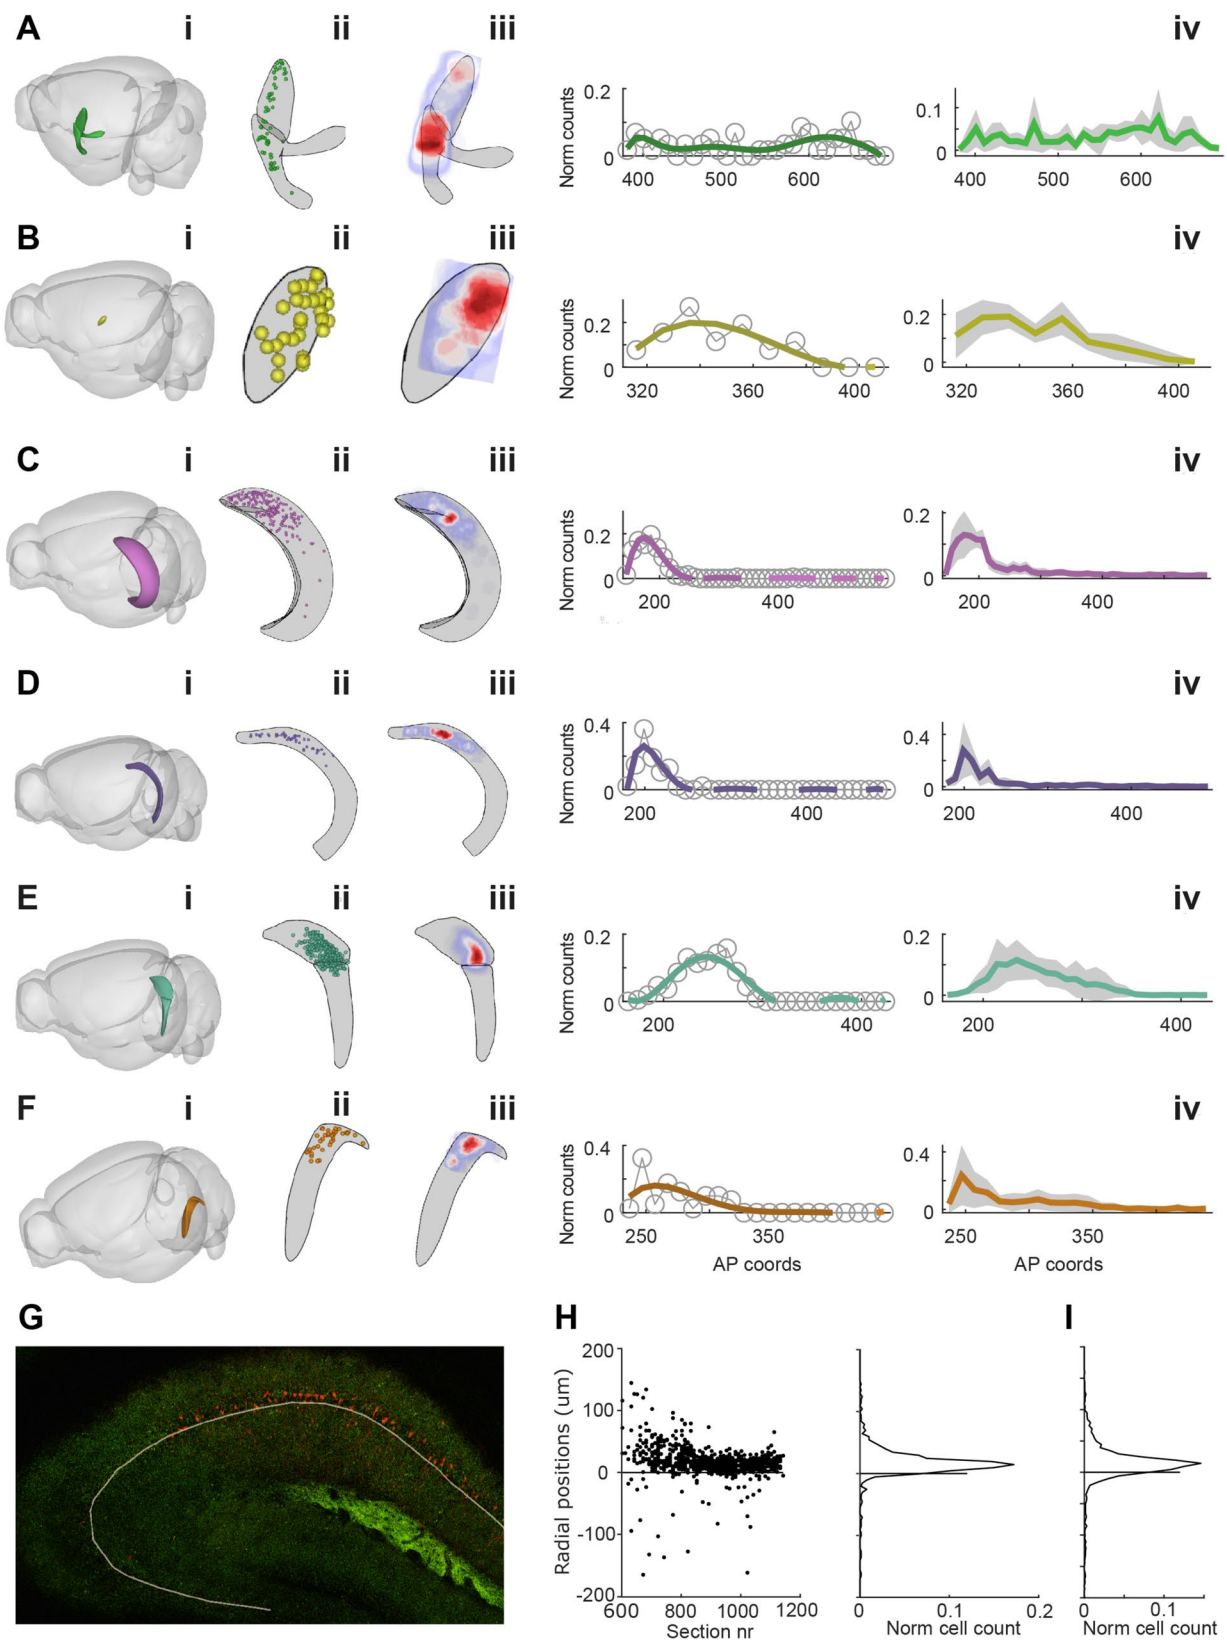 A i ii iii iv
0.2
Norm counts
0
400 500 600
0.1
0
400 500 600
B i ii iii iv
0.2
Norm counts
0
320 360 400
0.2
0
320 360 400
C i ii iii iv
0.2
Norm counts
0
200 400
0.2
0
200 400
D i ii iii iv
0.4
Norm counts
0
200 400
0.4
0
200 400
E i ii iii iv
0.2
Norm counts
0
200 300 400
0.2
0
200 400
F i ii iii iv
0.4
Norm counts
0
250 350
AP coords
0.4
0
250 350
AP coords
G H I
200
100
0
-100
-200
Radial positions (um)
600 800 1000 1200
Section nr
0 0.1 0.2
Norm cell count
0 0.1
Norm cell count